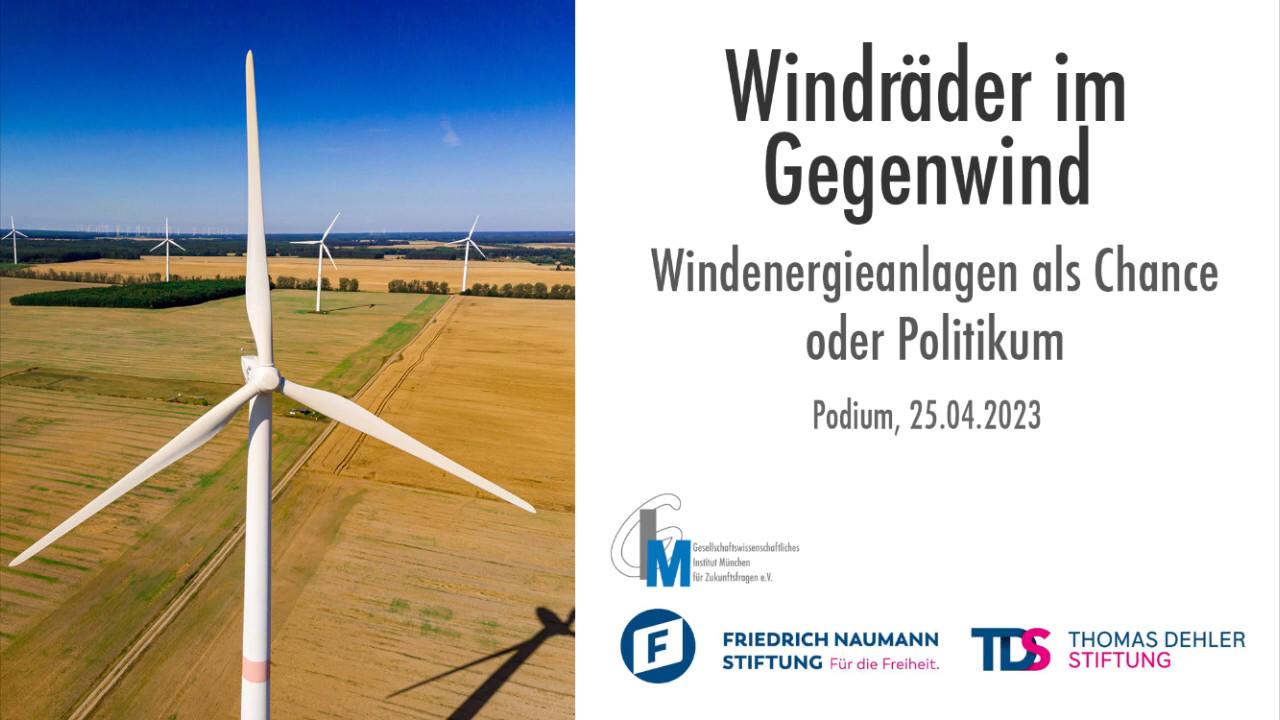 Windräder im
Gegenwind
Windenergieanlagen als Chance
oder Politikum
Podium, 25.04.2023
GIM
Gesellschaftswissenschaftliches
Institut München
für Zukunftsfragen e.V.
F
FRIEDRICH NAUMANN
STIFTUNG Für die Freiheit.
TDS
THOMAS DEHLER
STIFTUNG